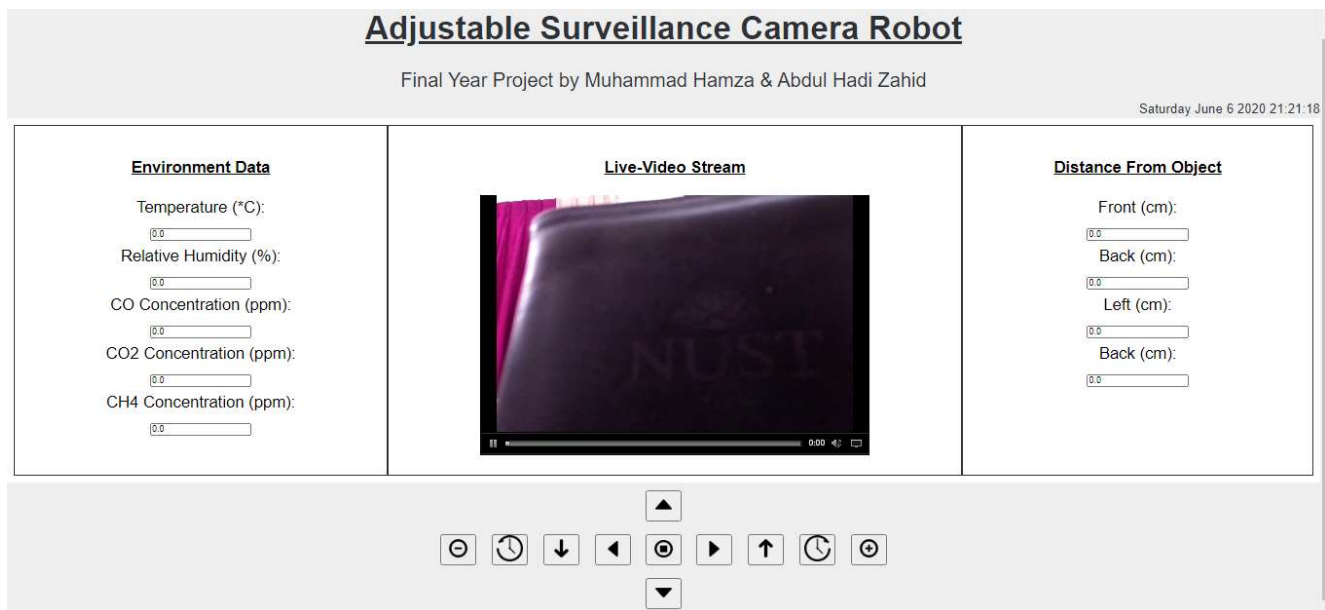 Adjustable Surveillance Camera Robot
Final Year Project by Muhammad Hamza & Abdul Hadi Zahid
Saturday June 6 2020 21:21:18
Environment Data
Temperature (*C):
0.0
Relative Humidity (%):
0.0
CO Concentration (ppm):
0.0
CO2 Concentration (ppm):
0.0
CH4 Concentration (ppm):
0.0
Live-Video Stream
NUST
0:00
Distance From Object
Front (cm):
0.0
Back (cm):
0.0
Left (cm):
0.0
Back (cm):
0.0